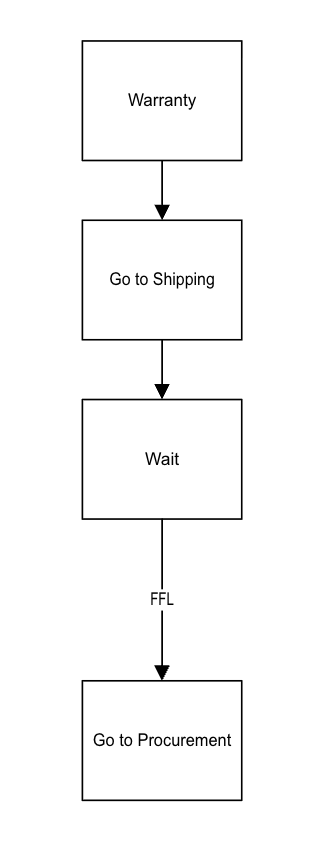 Warranty
Go to Shipping
Wait
FFL
Go to Procurement